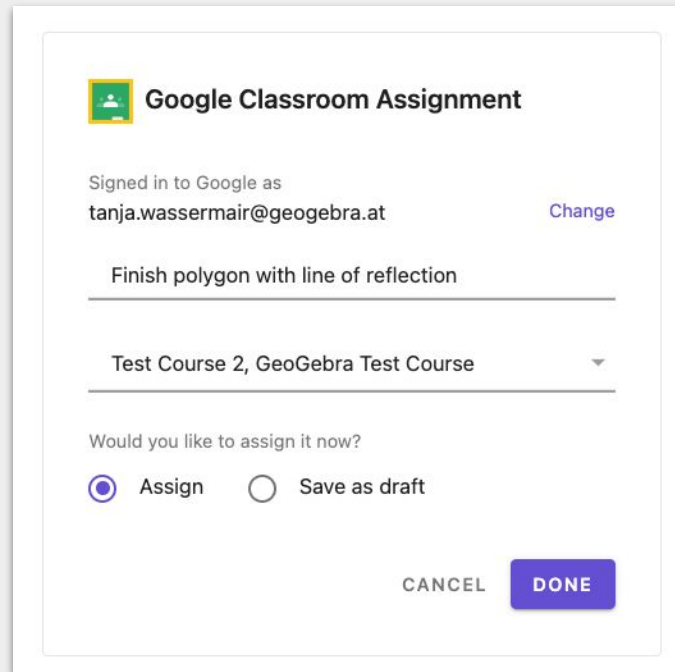 Google Classroom Assignment
Signed in to Google as
tanja.wassermair@geogebra.at
Change
Finish polygon with line of reflection
Test Course 2, GeoGebra Test Course
Would you like to assign it now?
Assign
Save as draft
CANCEL
DONE